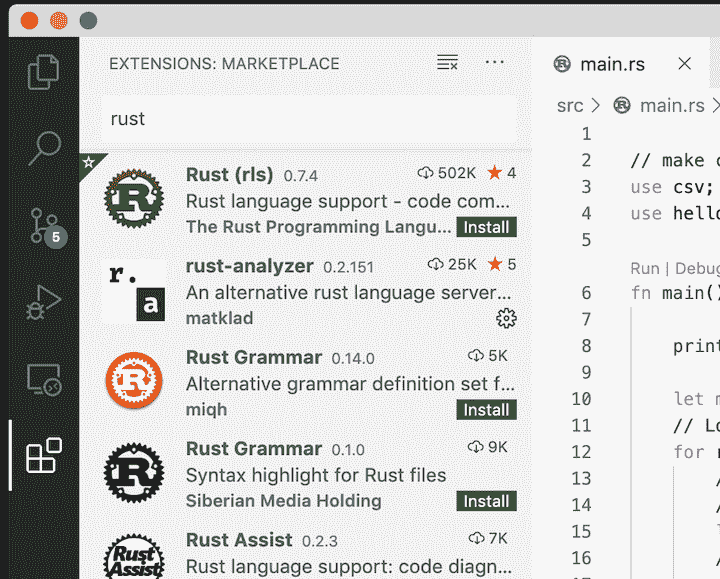 EXTENSIONS: MARKETPLACE
main.rs
rust
src > main.rs >
Rust (rls) 0.7.4 502K 4
Rust language support - code com...
The Rust Programming Langu... Install
rust-analyzer 0.2.151 25K 5
An alternative rust language server...
matklad
Rust Grammar 0.14.0 5K
Alternative grammar definition set f...
miqh Install
Rust Grammar 0.1.0 9K
Syntax highlight for Rust files
Siberian Media Holding Install
Rust Assist 0.2.3 7K
Rust language support: code diagn...
5
R
r.
a
R
R
Rust
Assist
1
2 // make
3 use csv;
4 use hello
5
Run | Debug
6 fn main()
7
8 print
9
10 let m
11 // Lo
12 for
13 /
14 /
15
16 /